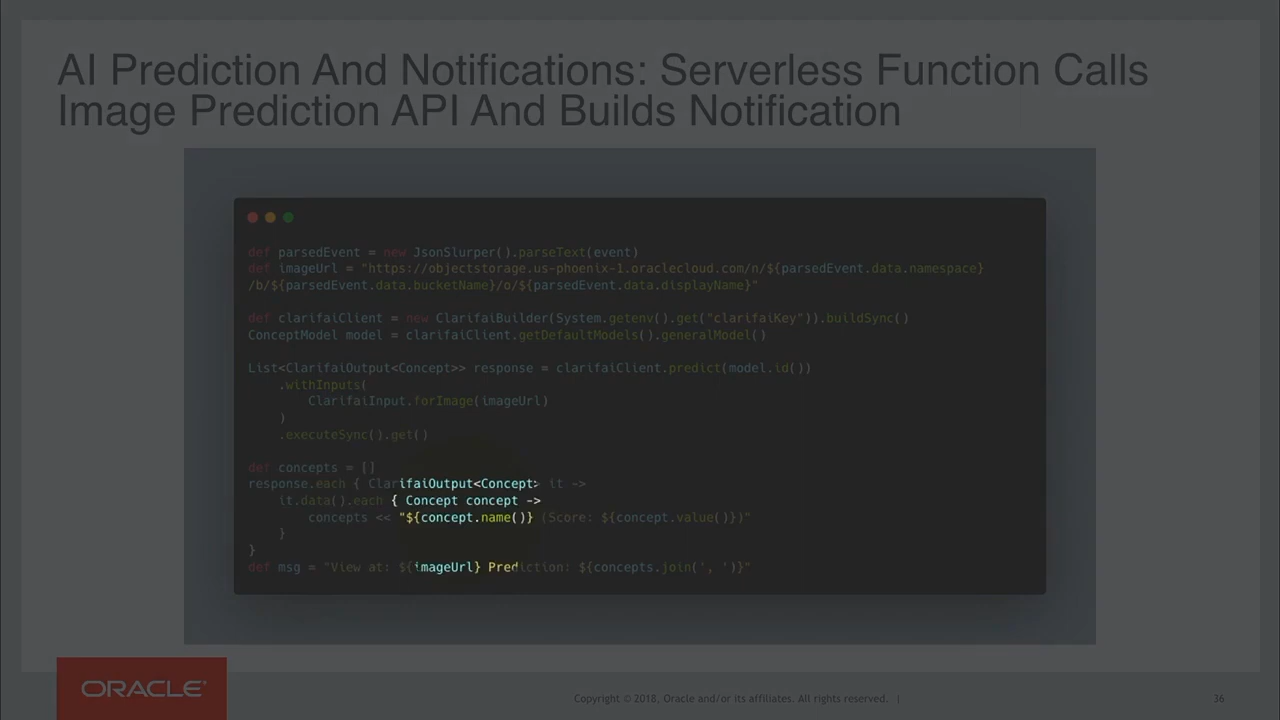 AI Prediction And Notifications: Serverless Function Calls
Image Prediction API And Builds Notification
def parsedEvent = new JsonSlurper().parseText(event)
def imageUrl = "https://objectstorage.us-phoenix-1.oraclecloud.com/n/${parsedEvent.data.namespace}
/b/${parsedEvent.data.bucketName}/o/${parsedEvent.data.displayName}"
def clarifaiClient = new ClarifaiBuilder(System.getenv().get("clarifaiKey")).buildSync()
ConceptModel model = clarifaiClient.getDefaultModels().generalModel()
List<ClarifaiOutput<Concept>> response = clarifaiClient.predict(model.id())
.withInputs(
ClarifaiInput.forImage(imageUrl)
)
.executeSync().get()
def concepts = []
response.each { ClarifaiOutput<Concept> it ->
it.data().each { Concept concept ->
concepts << "${concept.name()} (Score: ${concept.value()})"
}
}
def msg = "View at: ${imageUrl} Prediction: ${concepts.join(', ')}"
ORACLE
Copyright © 2018, Oracle and/or its affiliates. All rights reserved. |
36